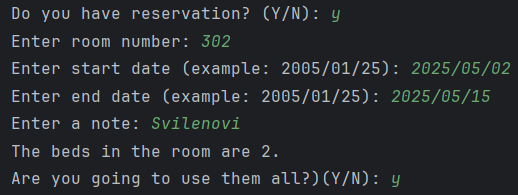 Do you have reservation? (Y/N): y
Enter room number: 302
Enter start date (example: 2005/01/25): 2025/05/02
Enter end date (example: 2005/01/25): 2025/05/15
Enter a note: Svilenovi
The beds in the room are 2.
Are you going to use them all?)(Y/N): y